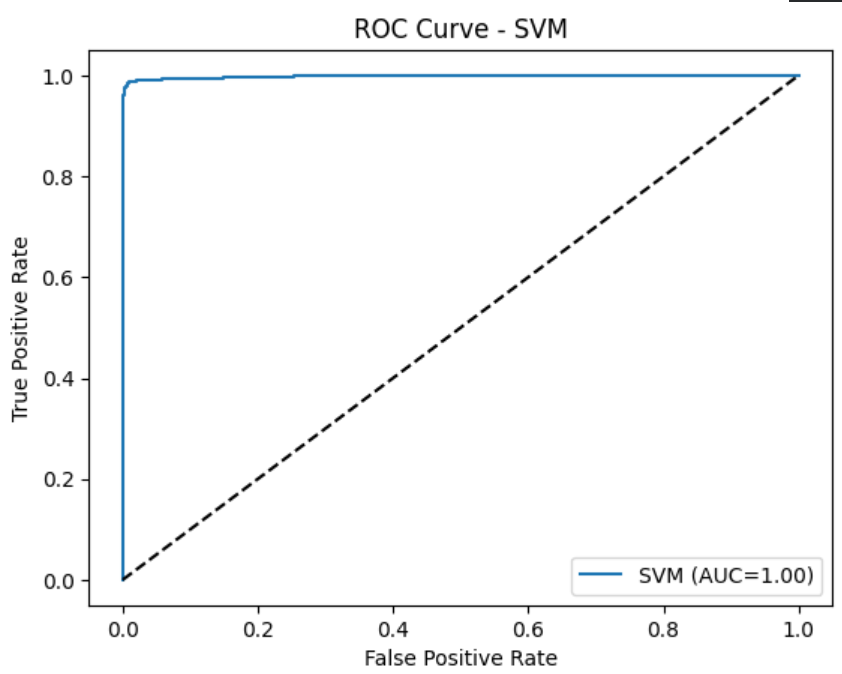 ROC Curve - SVM
True Positive Rate
1.0
0.8
0.6
0.4
0.2
0.0
SVM (AUC=1.00)
0.0 0.2 0.4 0.6 0.8 1.0
False Positive Rate